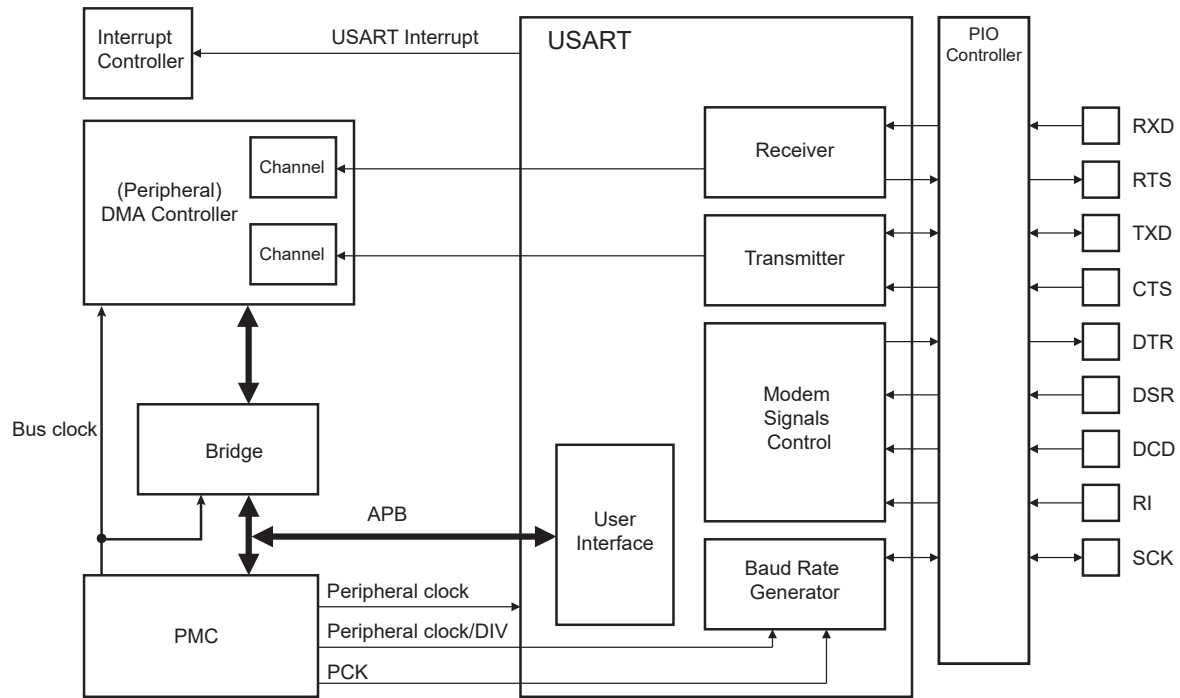 Interrupt
Controller
USART Interrupt
USART
PIO
Controller
(Peripheral)
DMA Controller
Channel
Channel
Receiver
Transmitter
Modem
Signals
Control
Baud Rate
Generator
User
Interface
RXD
RTS
TXD
CTS
DTR
DSR
DCD
RI
SCK
Bus clock
Bridge
APB
PMC
Peripheral clock
Peripheral clock/DIV
PCK